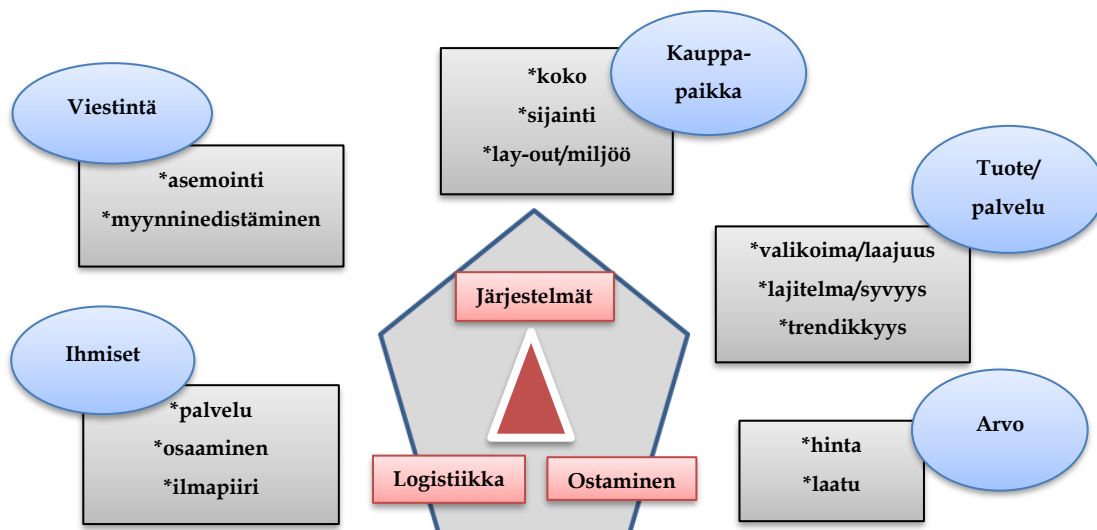 Viestintä
*asemointi
*myynninedistäminen
Kauppa-
paikka
*koko
*sijainti
*lay-out/miljöö
Tuote/
palvelu
*valikoima/laajuus
*lajitelma/syvyys
*trendikkyys
Järjestelmät
Ihmiset
*palvelu
*osaaminen
*ilmapiiri
Logistiikka
Ostaminen
Arvo
*hinta
*laatu